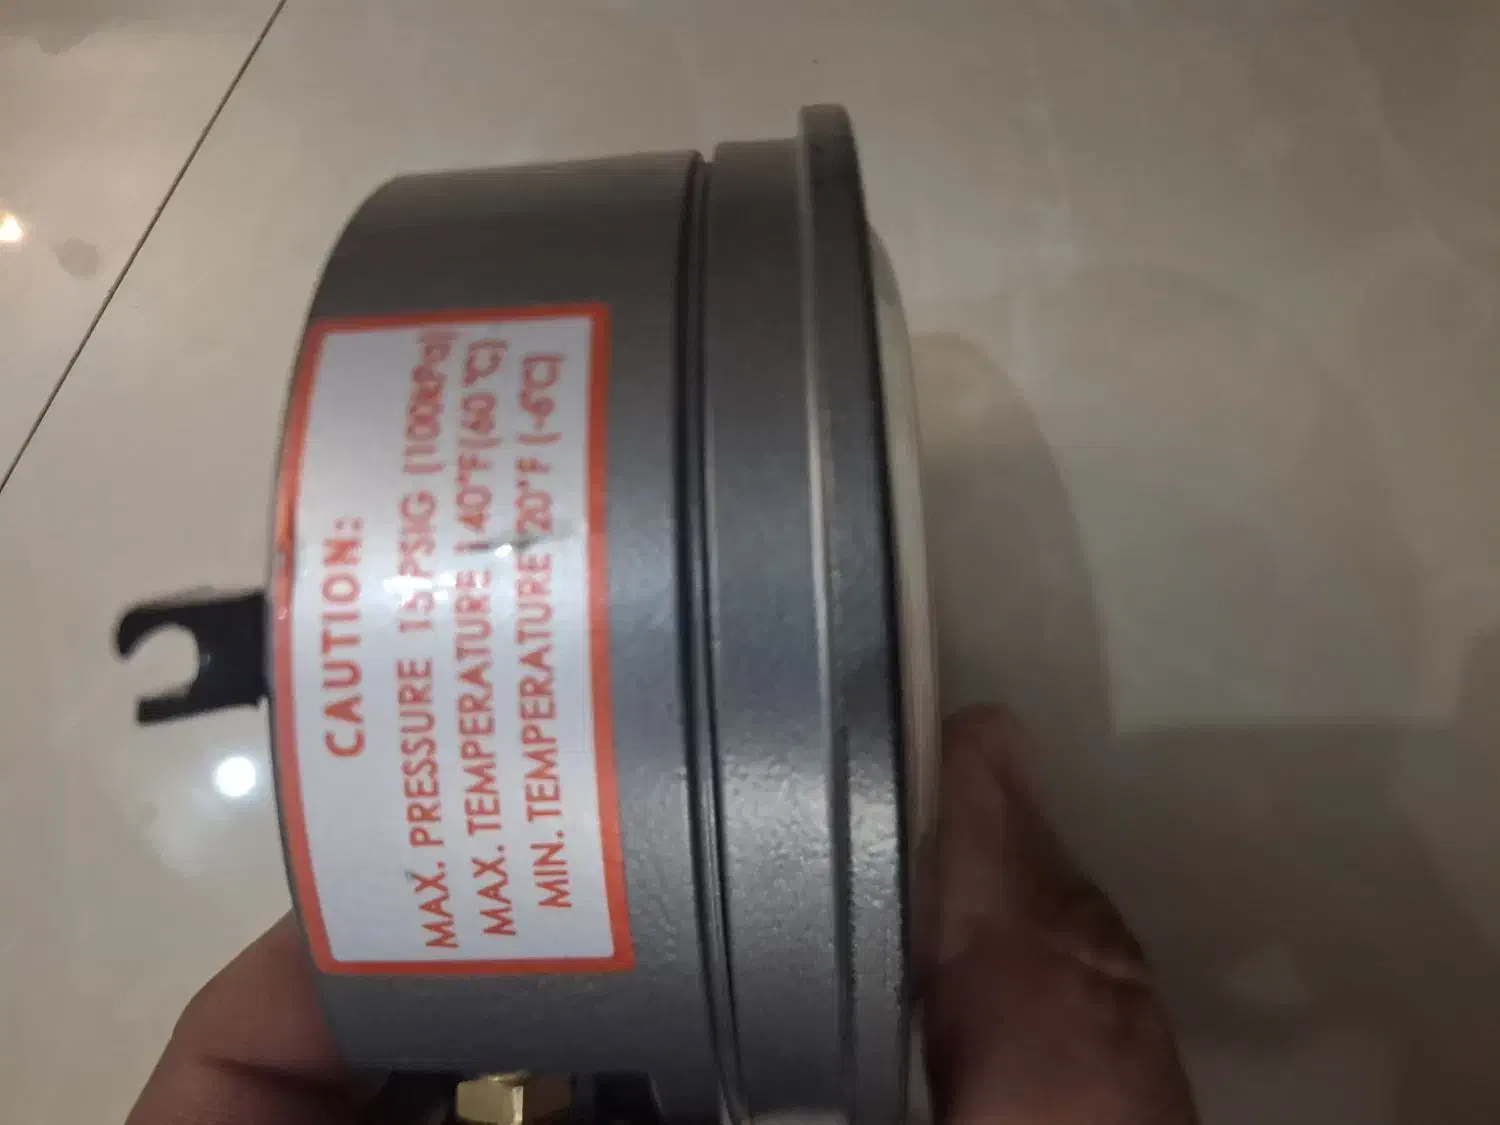 CAUTION:
MAX. PRESSURE 15 PSIG (100kPa)
MAX. TEMPERATURE 140°F(60℃)
MIN. TEMPERATURE 20°F (-6℃)